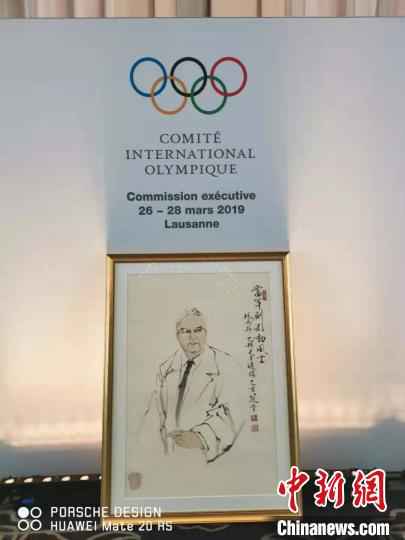 COMITÉ
INTERNATIONAL
OLYMPIQUE
Commission exécutive
26 – 28 mars 2019
Lausanne
中新网
Chinanews.com
PORSCHE DESIGN
HUAWEI Mate 20 HS